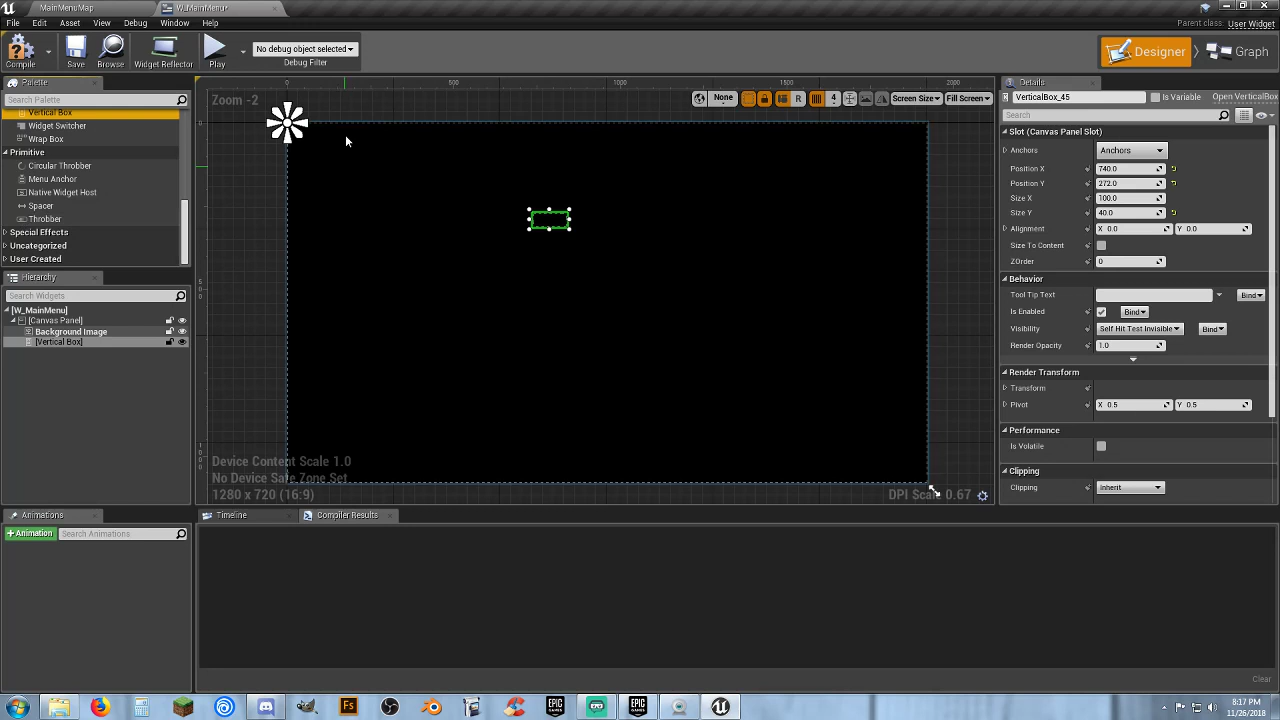 MainMenuMap
W_MainMenu*
File Edit Asset View Debug Window Help
Parent class: User Widget
Compile
Save
Browse
Widget Reflector
Play
No debug object selected
Debug Filter
Designer
Graph
Palette
Search Palette
Vertical Box
Widget Switcher
Wrap Box
Primitive
Circular Throbber
Menu Anchor
Native Widget Host
Spacer
Throbber
Special Effects
Uncategorized
User Created
Hierarchy
Search Widgets
[W_MainMenu]
[Canvas Panel]
Background Image
[Vertical Box]
Animations
+Animation
Search Animations
0 500 1000 1500 2000
Zoom -2
None
R
4
Screen Size
Fill Screen
0
500
1000
Device Content Scale 1.0
No Device Safe Zone Set
1280 x 720 (16:9)
DPI Scale 0.67
Timeline
Compiler Results
Clear
Details
VerticalBox_45
Is Variable
Open VerticalBox
Search
Slot (Canvas Panel Slot)
Anchors
Anchors
Position X 740.0
Position Y 272.0
Size X 100.0
Size Y 40.0
Alignment X 0.0 Y 0.0
Size To Content
ZOrder 0
Behavior
Tool Tip Text
Bind
Is Enabled
Bind
Visibility Self Hit Test Invisible Bind
Render Opacity 1.0
Render Transform
Transform
Pivot X 0.5 Y 0.5
Performance
Is Volatile
Clipping
Clipping Inherit
Fs
EPIC GAMES
EPIC GAMES
8:17 PM
11/26/2018